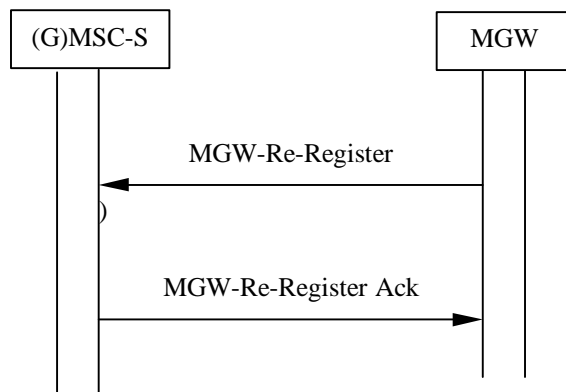 (G)MSC-S
MGW
MGW-Re-Register
)
MGW-Re-Register Ack